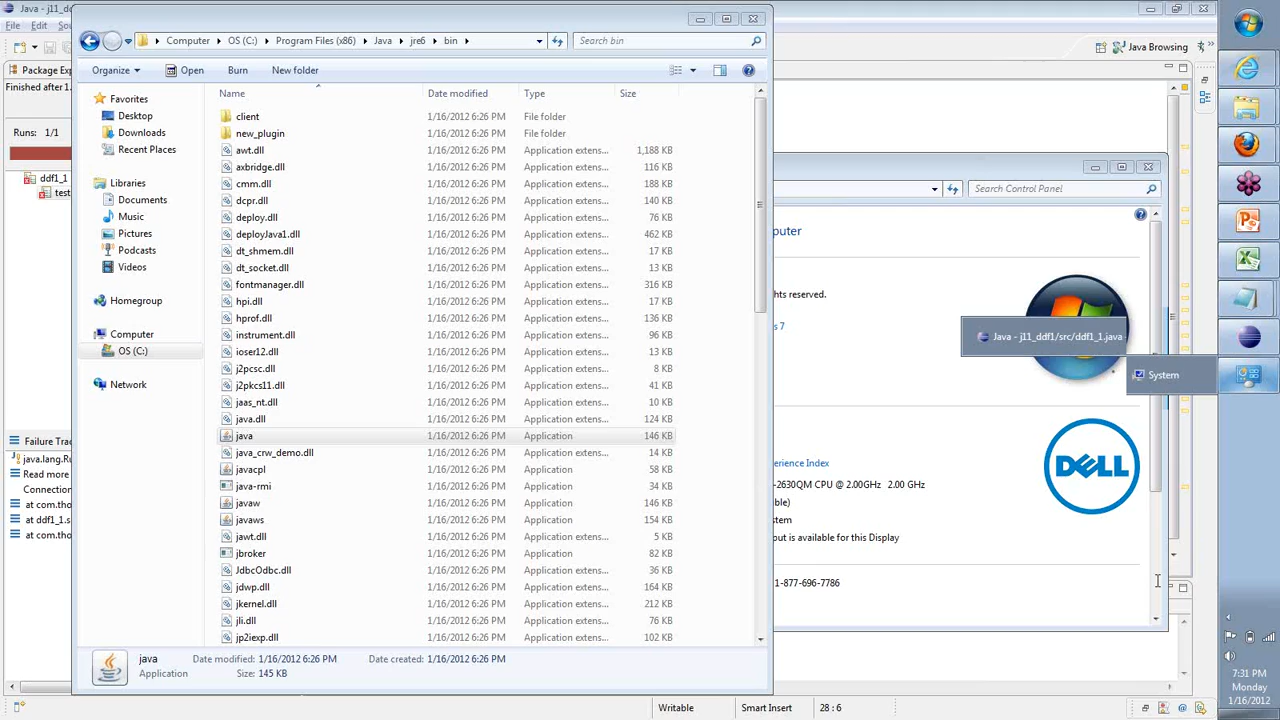 Java - j11_dd
File Edit Sou
Java Browsing
Package Exp
Finished after 1.
Runs: 1/1
ddf1_1
test
Failure Trac
java.lang.Ru
Read more
Connection
at com.tho
at ddf1_1.s
at com.tho
Computer OS (C:) Program Files (x86) Java jre6 bin
Search bin
Organize Open Burn New folder
Favorites
Desktop
Downloads
Recent Places
Libraries
Documents
Music
Pictures
Podcasts
Videos
Homegroup
Computer
OS (C:)
Network
Name Date modified Type Size
client 1/16/2012 6:26 PM File folder
new_plugin 1/16/2012 6:26 PM File folder
awt.dll 1/16/2012 6:26 PM Application extens... 1,188 KB
axbridge.dll 1/16/2012 6:26 PM Application extens... 116 KB
cmm.dll 1/16/2012 6:26 PM Application extens... 188 KB
dcpr.dll 1/16/2012 6:26 PM Application extens... 140 KB
deploy.dll 1/16/2012 6:26 PM Application extens... 76 KB
deployJava1.dll 1/16/2012 6:26 PM Application extens... 462 KB
dt_shmem.dll 1/16/2012 6:26 PM Application extens... 17 KB
dt_socket.dll 1/16/2012 6:26 PM Application extens... 13 KB
fontmanager.dll 1/16/2012 6:26 PM Application extens... 316 KB
hpi.dll 1/16/2012 6:26 PM Application extens... 17 KB
hprof.dll 1/16/2012 6:26 PM Application extens... 136 KB
instrument.dll 1/16/2012 6:26 PM Application extens... 96 KB
ioser12.dll 1/16/2012 6:26 PM Application extens... 13 KB
j2pcsc.dll 1/16/2012 6:26 PM Application extens... 8 KB
j2pkcs11.dll 1/16/2012 6:26 PM Application extens... 41 KB
jaas_nt.dll 1/16/2012 6:26 PM Application extens... 10 KB
java.dll 1/16/2012 6:26 PM Application extens... 124 KB
java 1/16/2012 6:26 PM Application 146 KB
java_crw_demo.dll 1/16/2012 6:26 PM Application extens... 14 KB
javacpl 1/16/2012 6:26 PM Application 58 KB
java-rmi 1/16/2012 6:26 PM Application 34 KB
javaw 1/16/2012 6:26 PM Application 146 KB
javaws 1/16/2012 6:26 PM Application 154 KB
jawt.dll 1/16/2012 6:26 PM Application extens... 5 KB
jbroker 1/16/2012 6:26 PM Application 82 KB
JdbcOdbc.dll 1/16/2012 6:26 PM Application extens... 36 KB
jdwp.dll 1/16/2012 6:26 PM Application extens... 164 KB
jkernel.dll 1/16/2012 6:26 PM Application extens... 212 KB
jli.dll 1/16/2012 6:26 PM Application extens... 76 KB
jp2iexp.dll 1/16/2012 6:26 PM Application extens... 102 KB
java Date modified: 1/16/2012 6:26 PM Date created: 1/16/2012 6:26 PM
Application Size: 145 KB
Search Control Panel
puter
ghts reserved.
s 7
Java - j11_ddf1/src/ddf1_1.java
System
DELL
erience Index
-2630QM CPU @ 2.00GHz 2.00 GHz
ble)
stem
put is available for this Display
1-877-696-7786
Writable Smart Insert 28 : 6
7:31 PM
Monday
1/16/2012